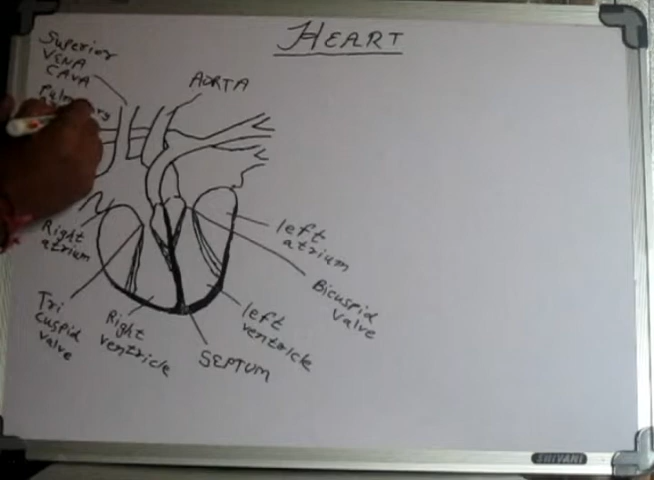 HEART
Superior
VENA
CAVA
AORTA
Right
atrium
left
atrium
Bicuspid
Valve
Tri
cuspid
valve
Right
ventricle
left
ventricle
SEPTUM
SHIVANI